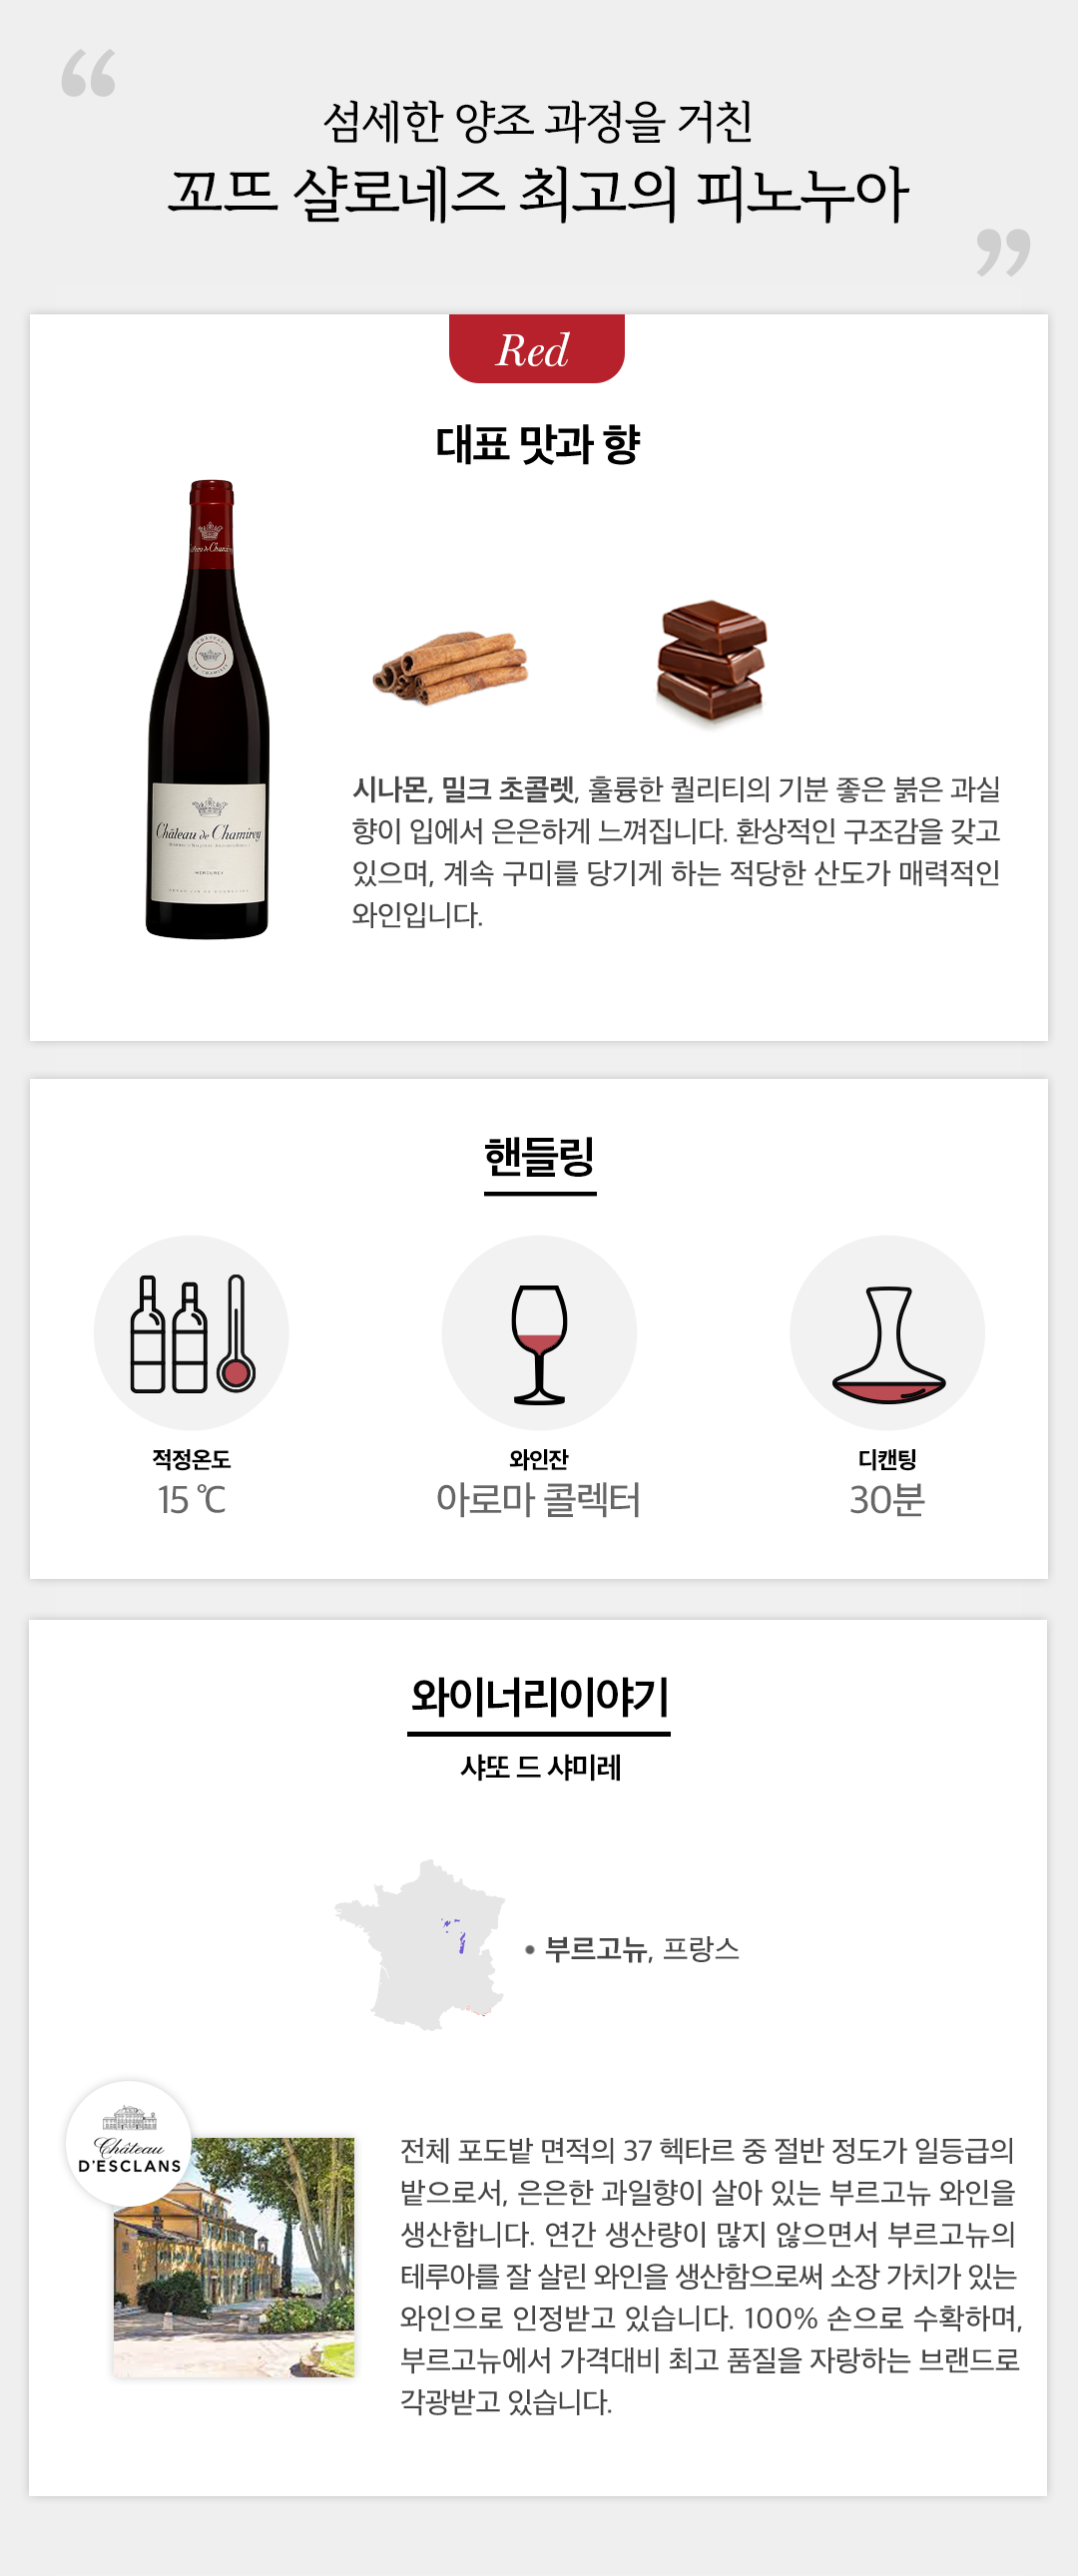 “
섬세한 양조 과정을 거친
꼬뜨 샬로네즈 최고의 피노누아
”
Red
대표 맛과 향
Château de Chamirey
MERCUREY
시나몬, 밀크 초콜렛, 훌륭한 퀄리티의 기분 좋은 붉은 과실
향이 입에서 은은하게 느껴집니다. 환상적인 구조감을 갖고
있으며, 계속 구미를 당기게 하는 적당한 산도가 매력적인
와인입니다.
핸들링
적정온도
15 ℃
와인잔
아로마 콜렉터
디캔팅
30분
와이너리이야기
샤또 드 샤미레
• 부르고뉴, 프랑스
Château
D'ESCLANS
전체 포도밭 면적의 37 헥타르 중 절반 정도가 일등급의
밭으로서, 은은한 과일향이 살아 있는 부르고뉴 와인을
생산합니다. 연간 생산량이 많지 않으면서 부르고뉴의
테루아를 잘 살린 와인을 생산함으로써 소장 가치가 있는
와인으로 인정받고 있습니다. 100% 손으로 수확하며,
부르고뉴에서 가격대비 최고 품질을 자랑하는 브랜드로
각광받고 있습니다.